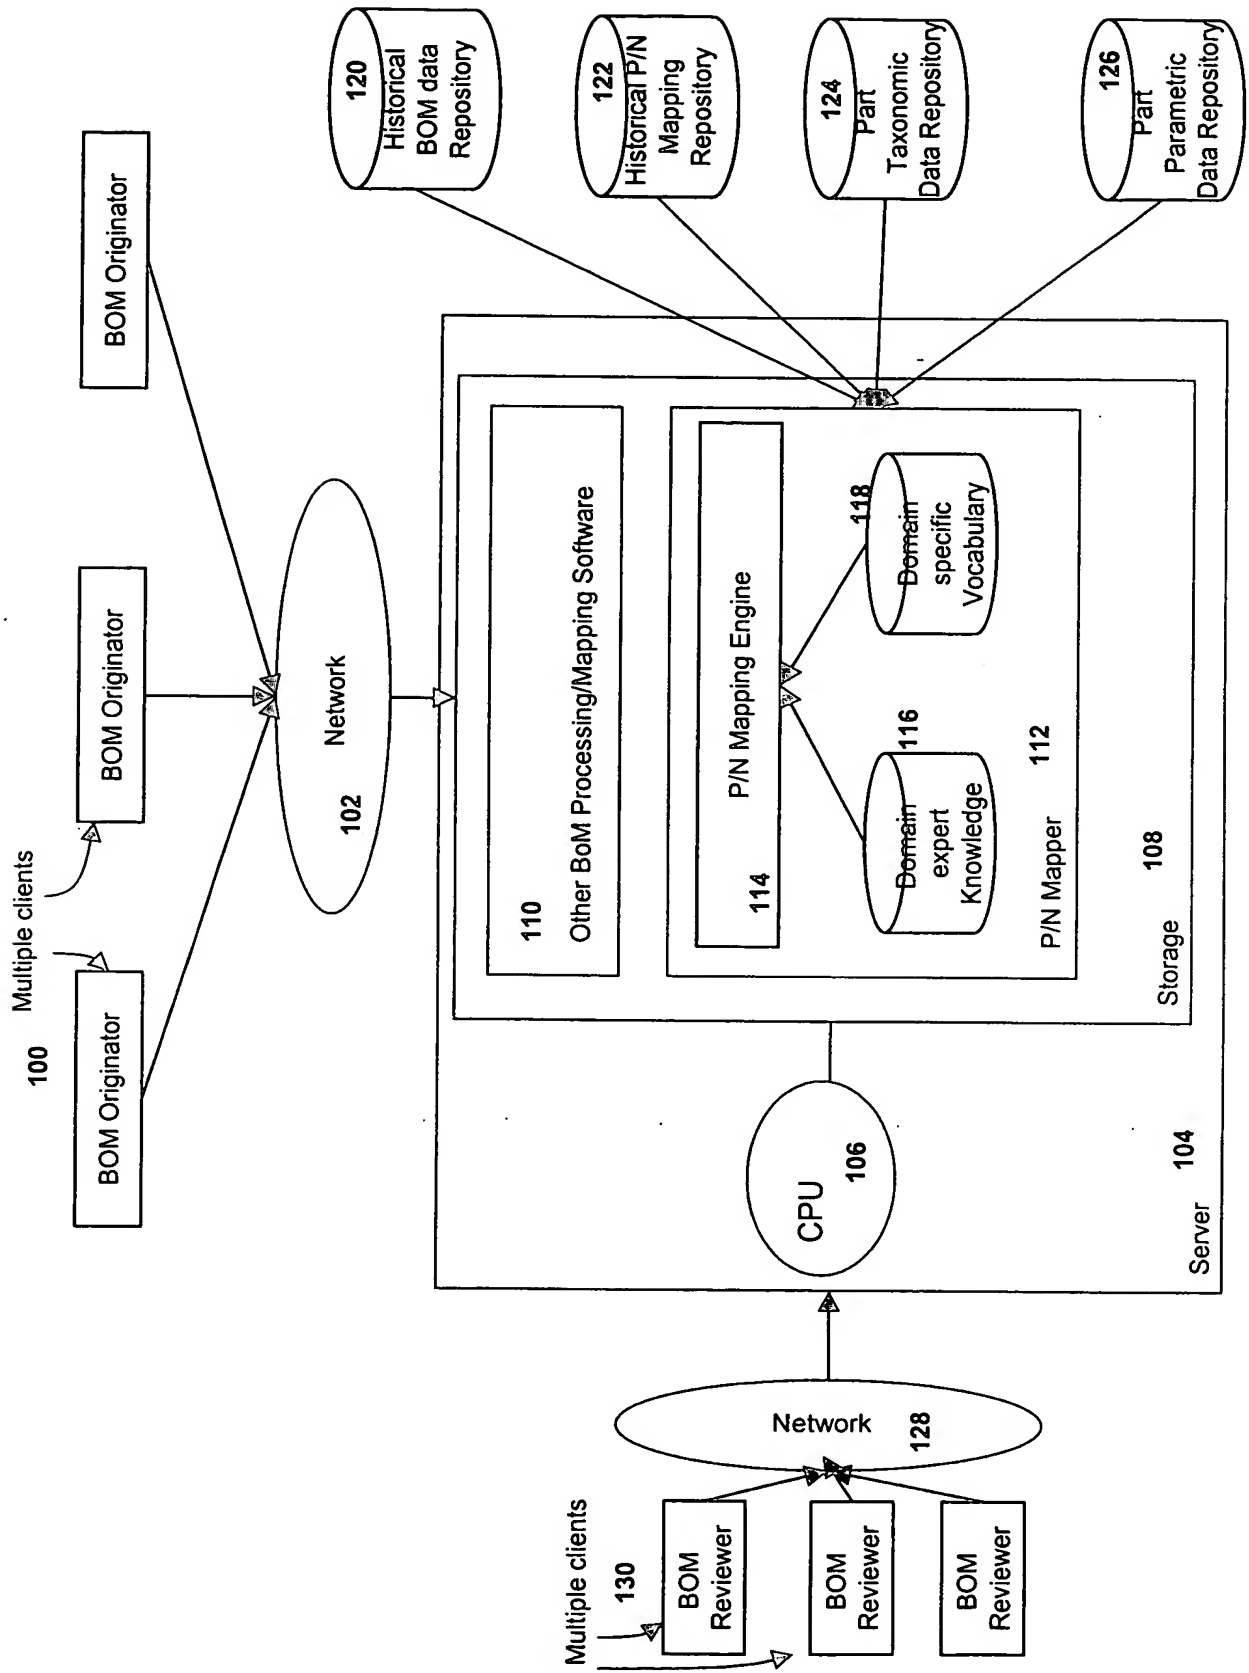 100
Multiple clients
BOM Originator
BOM Originator
BOM Originator
Network
102
120
Historical
BOM data
Repository
122
Historical P/N
Mapping
Repository
124
Part
Taxonomic
Data Repository
126
Part
Parametric
Data Repository
110
Other BoM Processing/Mapping Software
114
P/N Mapping Engine
116
Domain
expert
Knowledge
118
Domain
specific
Vocabulary
P/N Mapper
112
Storage
108
CPU
106
Server
104
Network
128
Multiple clients
130
BOM
Reviewer
BOM
Reviewer
BOM
Reviewer